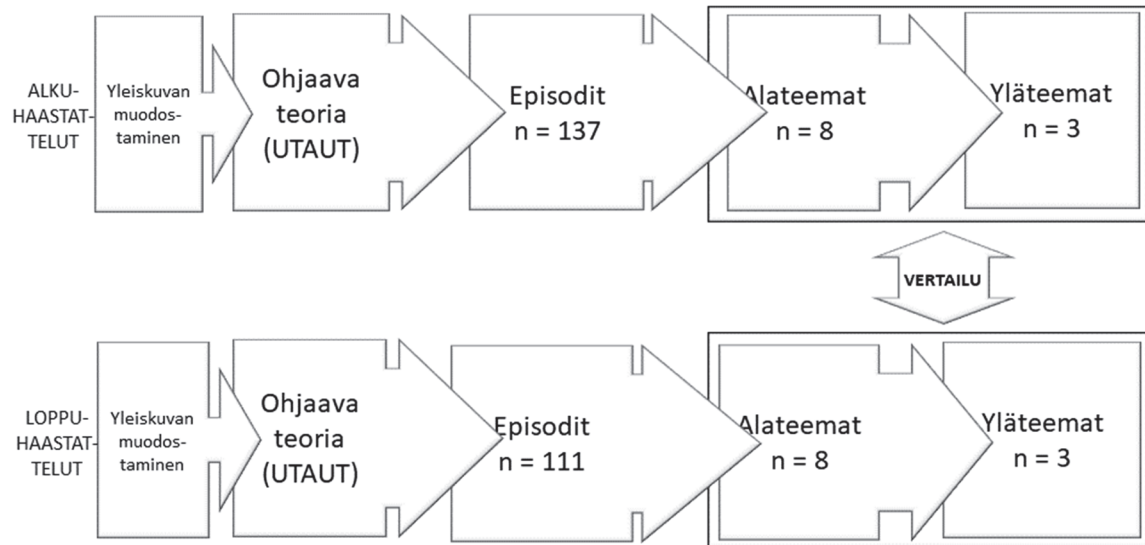 ALKU-
HAASTAT-
TELUT
Yleiskuvan
muodos-
taminen
Ohjaava
teoria
(UTAUT)
Episodit
n = 137
Alateemat
n = 8
Yläteemat
n = 3
VERTAILU
LOPPU-
HAASTAT-
TELUT
Yleiskuvan
muodos-
taminen
Ohjaava
teoria
(UTAUT)
Episodit
n = 111
Alateemat
n = 8
Yläteemat
n = 3